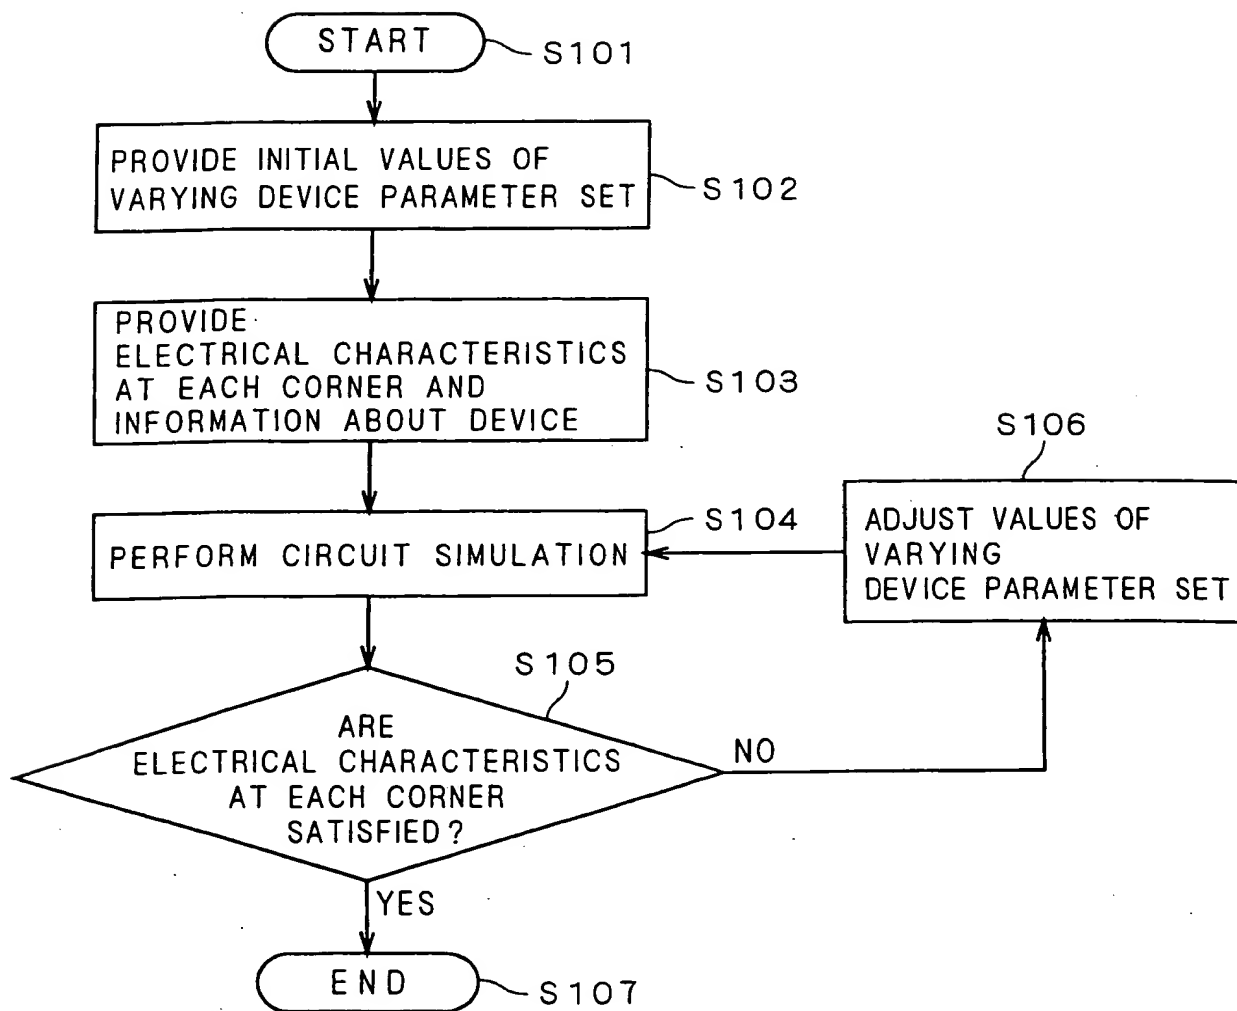 START
S101
PROVIDE INITIAL VALUES OF
VARYING DEVICE PARAMETER SET
S102
PROVIDE
ELECTRICAL CHARACTERISTICS
AT EACH CORNER AND
INFORMATION ABOUT DEVICE
S103
PERFORM CIRCUIT SIMULATION
S104
S106
ADJUST VALUES OF
VARYING
DEVICE PARAMETER SET
S105
ARE
ELECTRICAL CHARACTERISTICS
AT EACH CORNER
SATISFIED?
NO
YES
END
S107